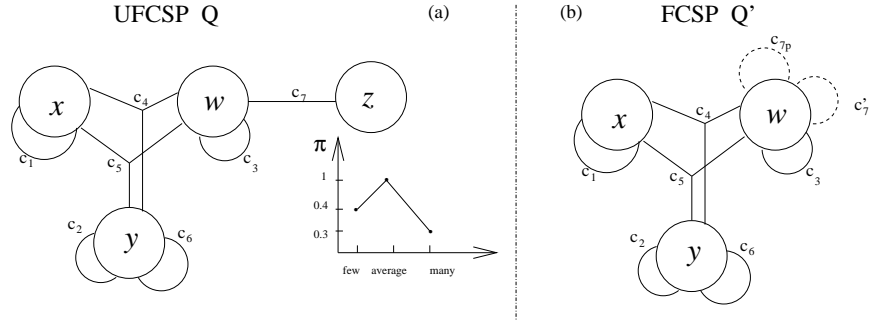 UFCSP Q
(a)
(b)
FCSP Q'
x
w
z
y
c4
c7
c1
c5
c3
c2
c6
π
1
0.4
0.3
few average many
c7p
x
w
c4
c7'
c1
c5
c3
c2
y
c6